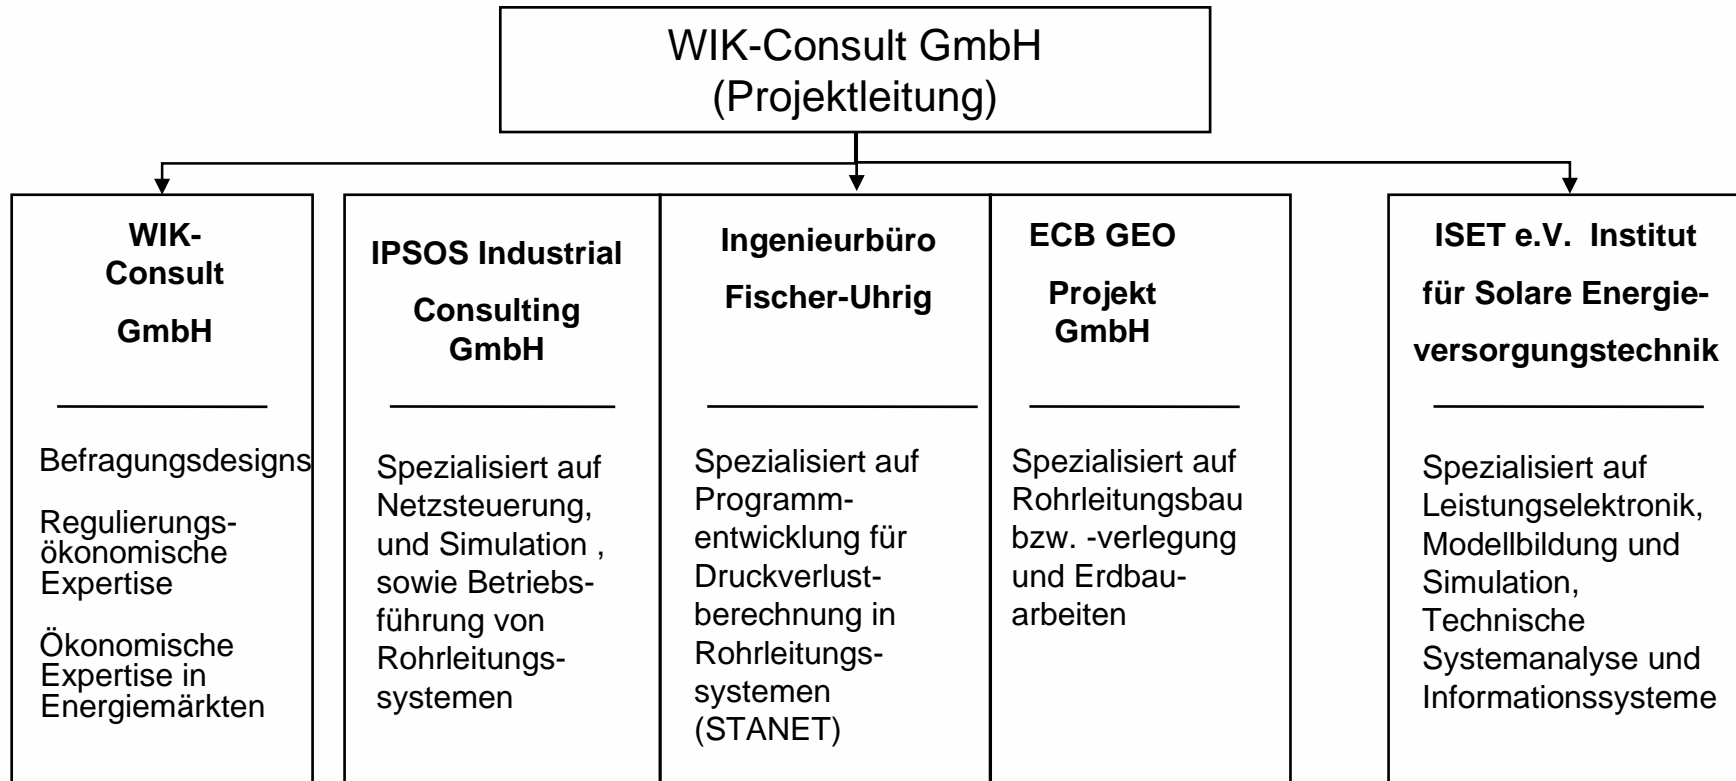 WIK-Consult GmbH
(Projektleitung)
WIK-
Consult
GmbH
Befragungsdesigns
Regulierungs-
ökonomische
Expertise
Ökonomische
Expertise in
Energiemärkten
IPSOS Industrial
Consulting
GmbH
Spezialisiert auf
Netzsteuerung,
und Simulation ,
sowie Betriebs-
führung von
Rohrleitungs-
systemen
Ingenieurbüro
Fischer-Uhrig
Spezialisiert auf
Programm-
entwicklung für
Druckverlust-
berechnung in
Rohrleitungs-
systemen
(STANET)
ECB GEO
Projekt
GmbH
Spezialisiert auf
Rohrleitungsbau
bzw. -verlegung
und Erdbau-
arbeiten
ISET e.V. Institut
für Solare Energie-
versorgungstechnik
Spezialisiert auf
Leistungselektronik,
Modellbildung und
Simulation,
Technische
Systemanalyse und
Informationssysteme